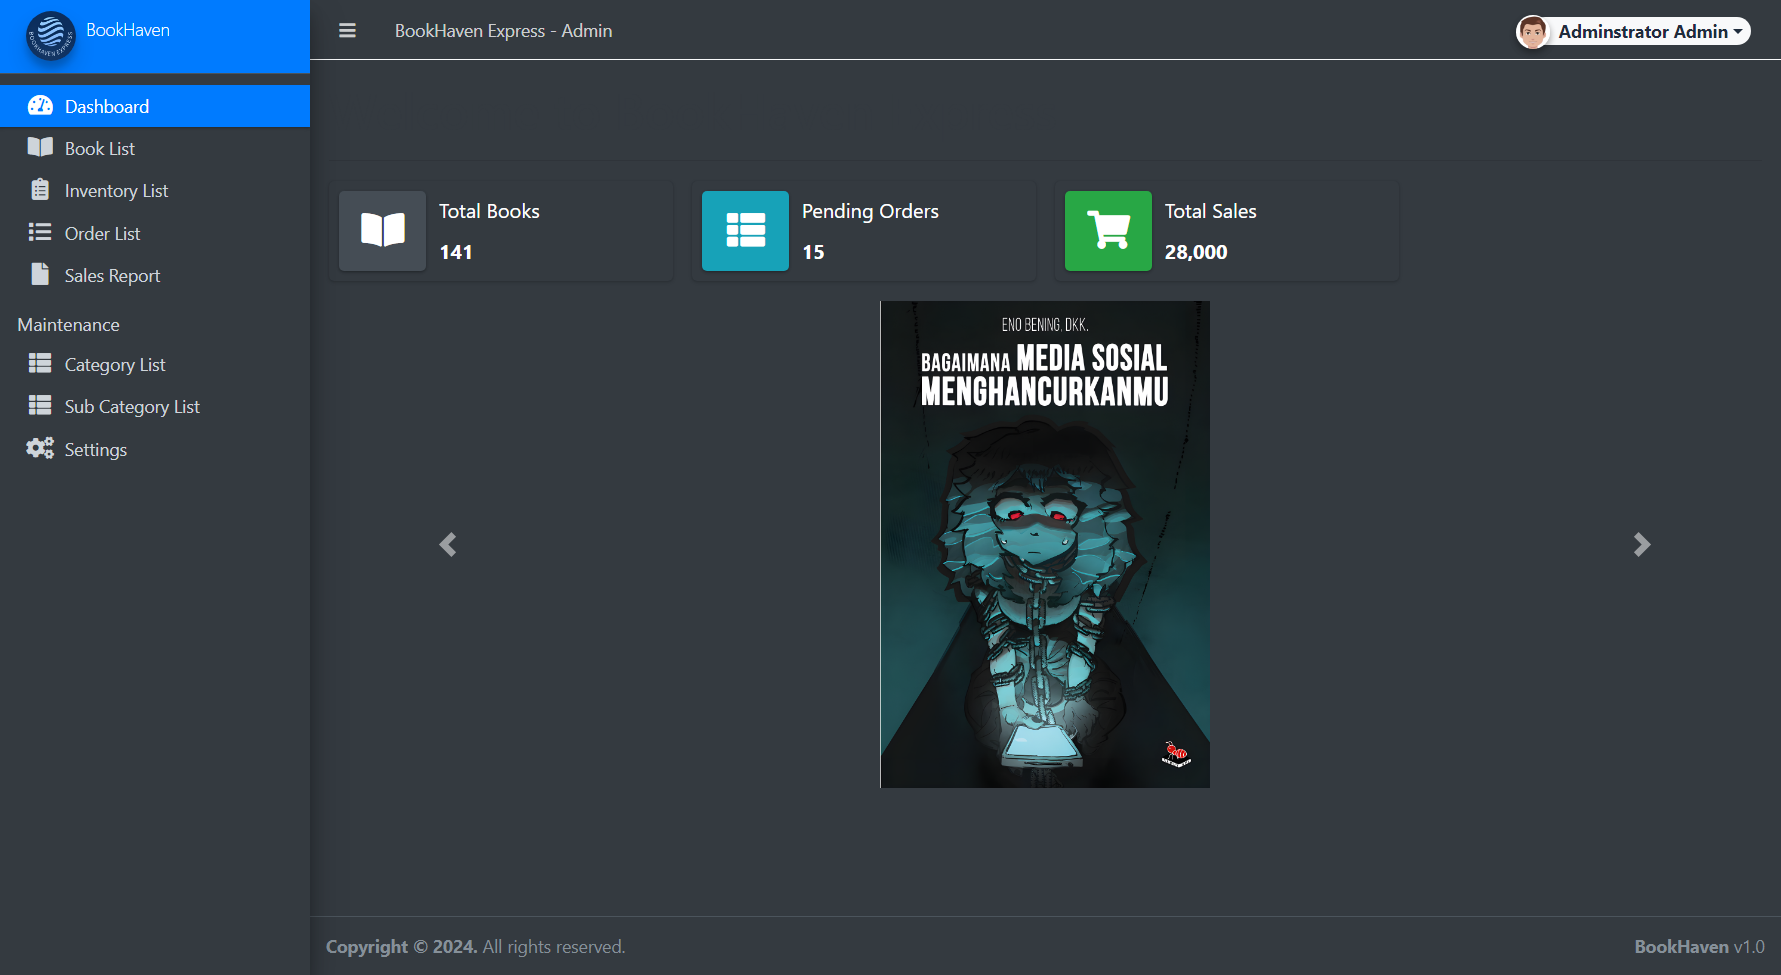 BOOKHAVEN EXPRESS
BookHaven
BookHaven Express - Admin
Adminstrator Admin
Dashboard
Book List
Inventory List
Order List
Sales Report
Maintenance
Category List
Sub Category List
Settings
Total Books
141
Pending Orders
15
Total Sales
28,000
ENO BENING, DKK.
BAGAIMANA MEDIA SOSIAL
MENGHANCURKANMU
Copyright © 2024. All rights reserved.
BookHaven v1.0